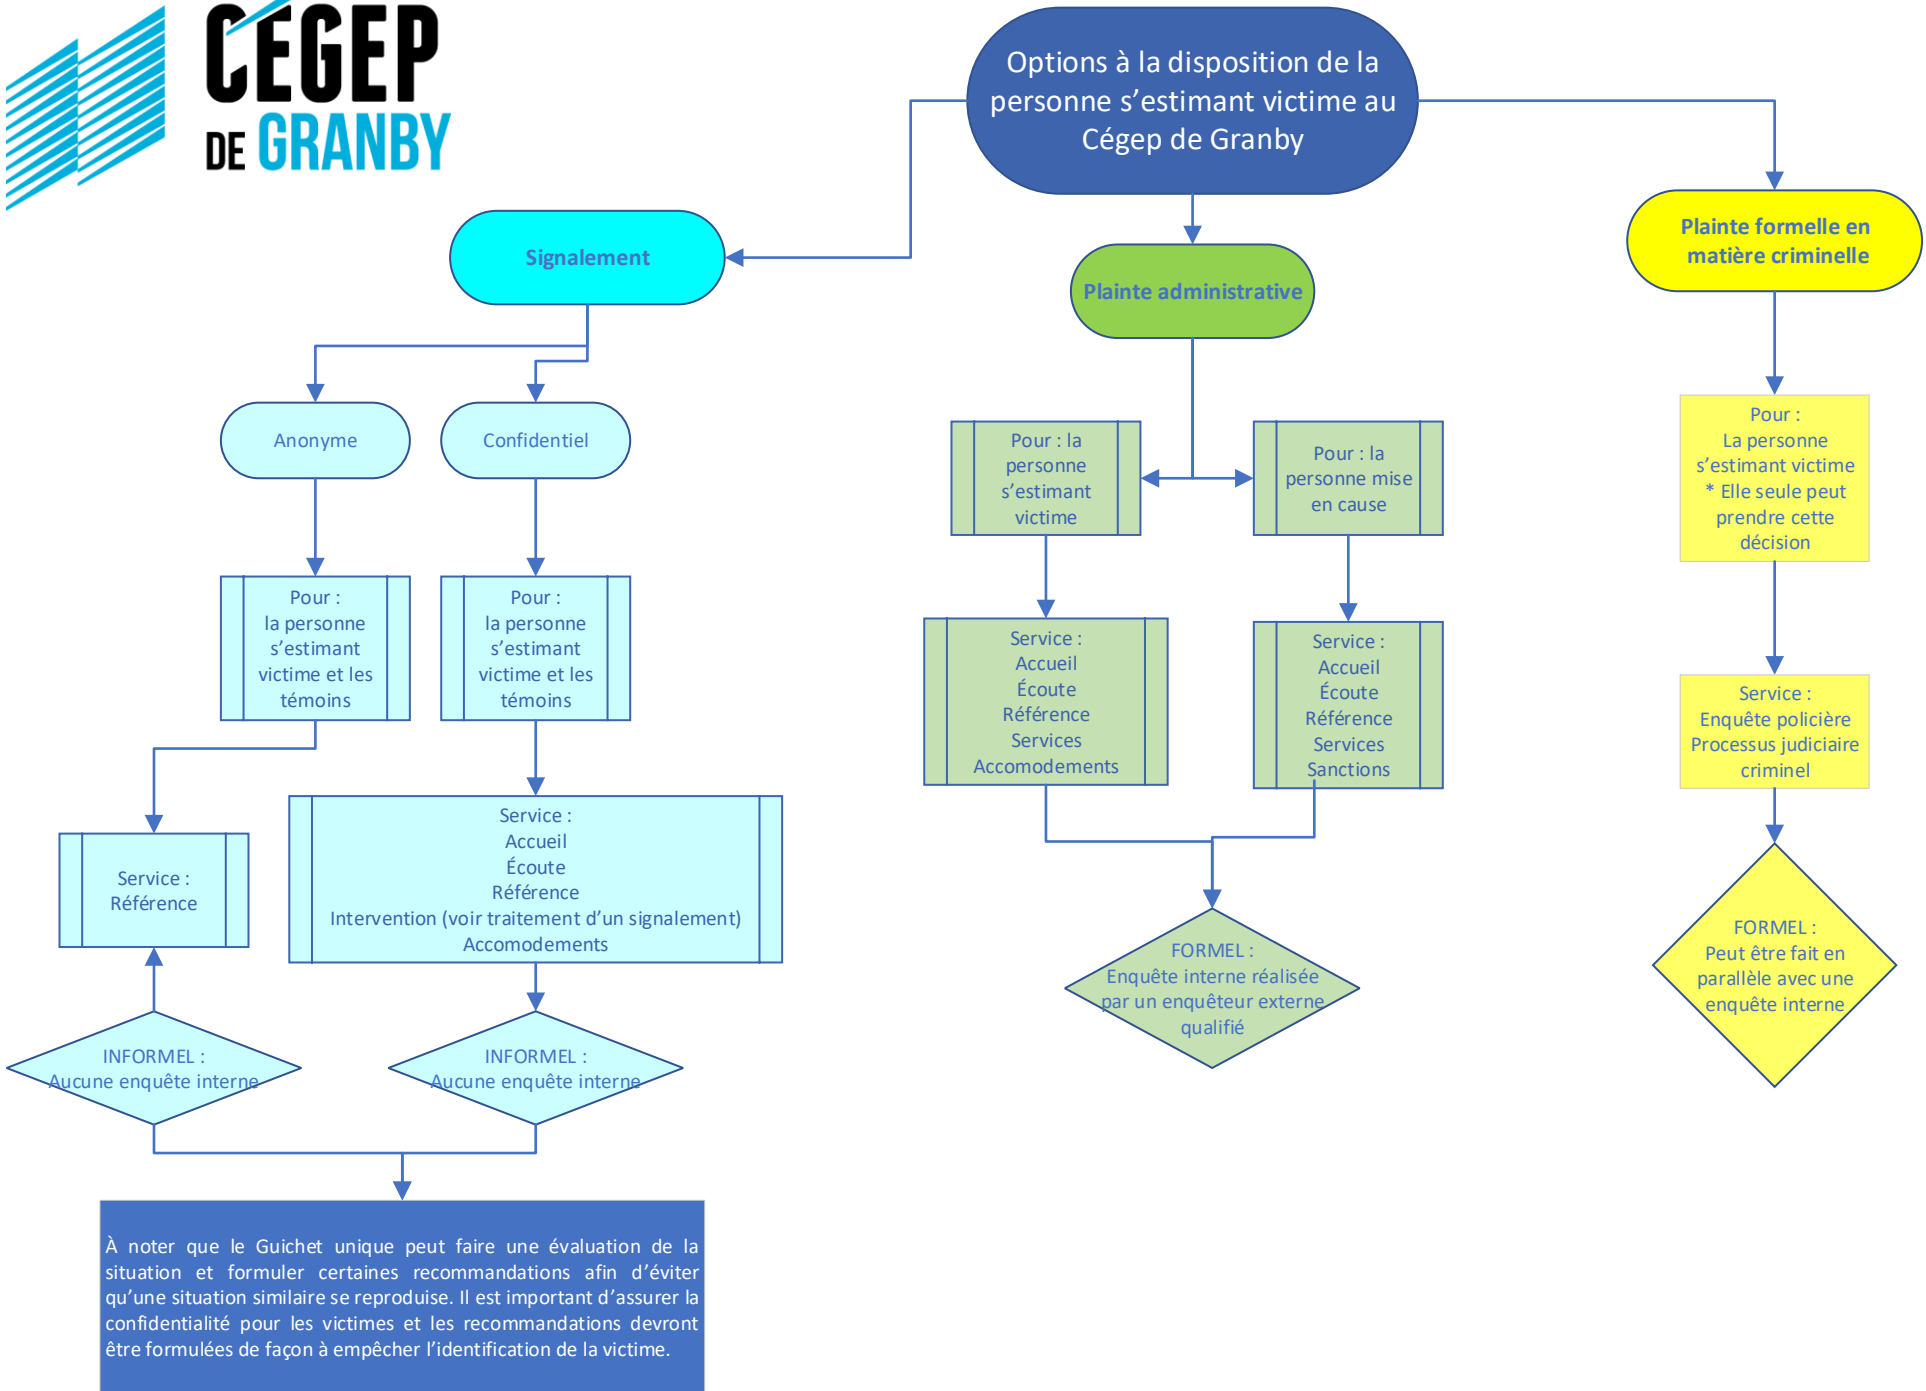 CÉGEP
DE GRANBY
Options à la disposition de la
personne s’estimant victime au
Cégep de Granby
Signalement
Plainte administrative
Plainte formelle en
matière criminelle
Anonyme
Confidentiel
Pour :
la personne
s’estimant
victime et les
témoins
Pour :
la personne
s’estimant
victime et les
témoins
Service :
Référence
Service :
Accueil
Écoute
Référence
Intervention (voir traitement d’un signalement)
Accomodements
INFORMEL :
Aucune enquête interne
INFORMEL :
Aucune enquête interne
À noter que le Guichet unique peut faire une évaluation de la
situation et formuler certaines recommandations afin d’éviter
qu’une situation similaire se reproduise. Il est important d’assurer la
confidentialité pour les victimes et les recommandations devront
être formulées de façon à empêcher l’identification de la victime.
Pour : la
personne
s’estimant
victime
Pour : la
personne mise
en cause
Service :
Accueil
Écoute
Référence
Services
Accomodements
Service :
Accueil
Écoute
Référence
Services
Sanctions
FORMEL :
Enquête interne réalisée
par un enquêteur externe
qualifié
Pour :
La personne
s’estimant victime
* Elle seule peut
prendre cette
décision
Service :
Enquête policière
Processus judiciaire
criminel
FORMEL :
Peut être fait en
parallèle avec une
enquête interne